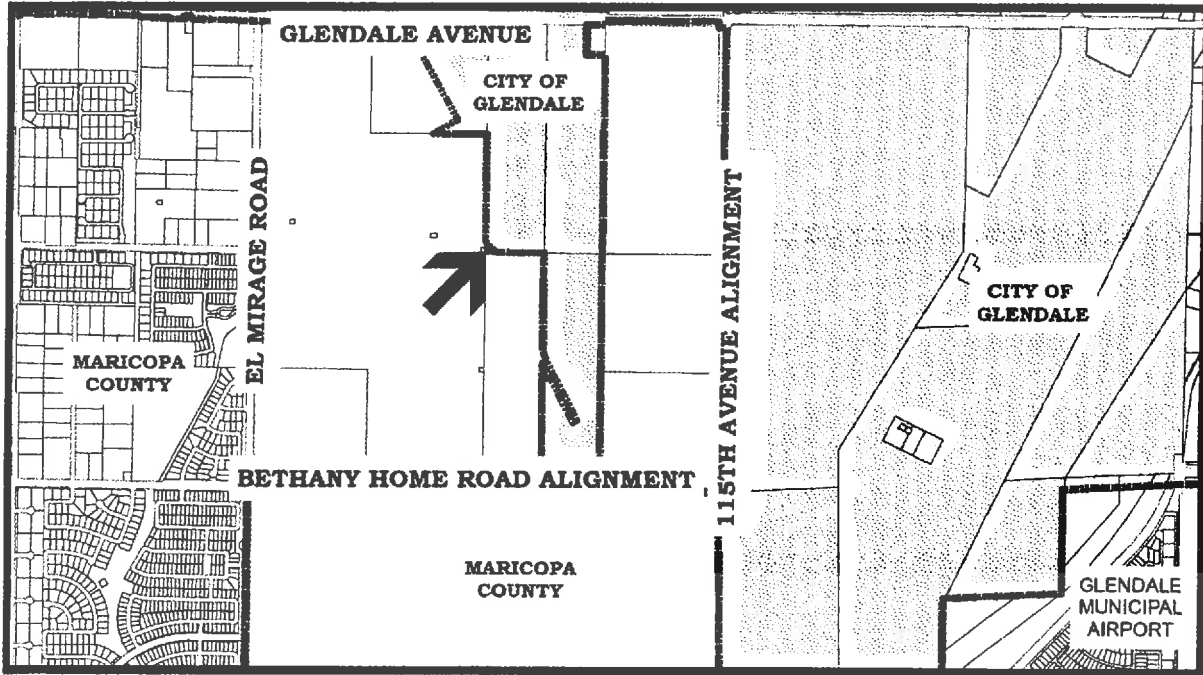 GLENDALE AVENUE
CITY OF
GLENDALE
EL MIRAGE ROAD
115TH AVENUE ALIGNMENT
CITY OF
GLENDALE
MARICOPA
COUNTY
B
BETHANY HOME ROAD ALIGNMENT
MARICOPA
COUNTY
GLENDALE
MUNICIPAL
AIRPORT